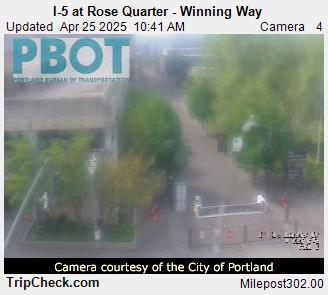 I-5 at Rose Quarter - Winning Way
Updated Apr 25 2025 10:41 AM Camera 4
PBOT
PORTLAND BUREAU OF TRANSPORTATION
Camera courtesy of the City of Portland
TripCheck.com Milepost302.00